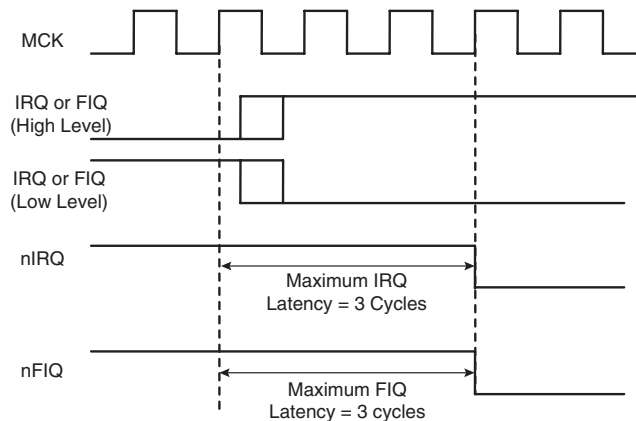 MCK
IRQ or FIQ
(High Level)
IRQ or FIQ
(Low Level)
nIRQ
Maximum IRQ
Latency = 3 Cycles
nFIQ
Maximum FIQ
Latency = 3 cycles